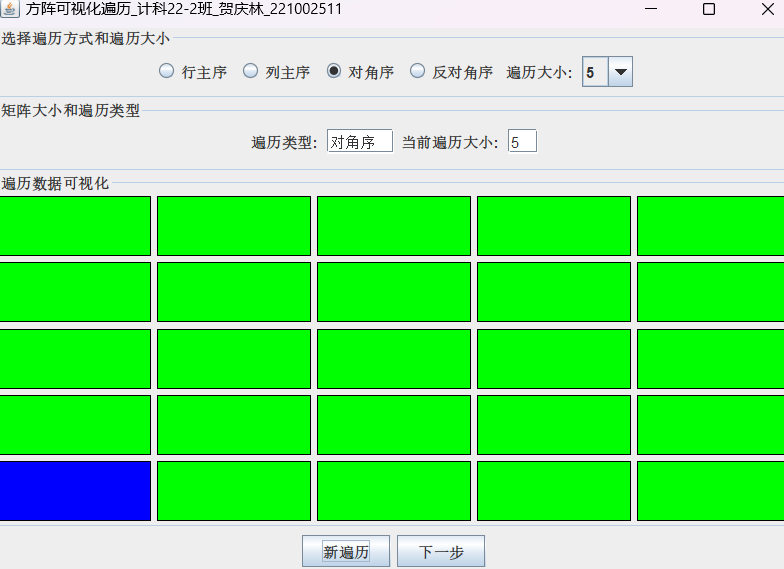 方阵可视化遍历_计科22-2班_贺庆林_221002511
选择遍历方式和遍历大小
行主序 列主序 对角序 反对角序 遍历大小: 5
矩阵大小和遍历类型
遍历类型: 对角序 当前遍历大小: 5
遍历数据可视化
新遍历 下一步